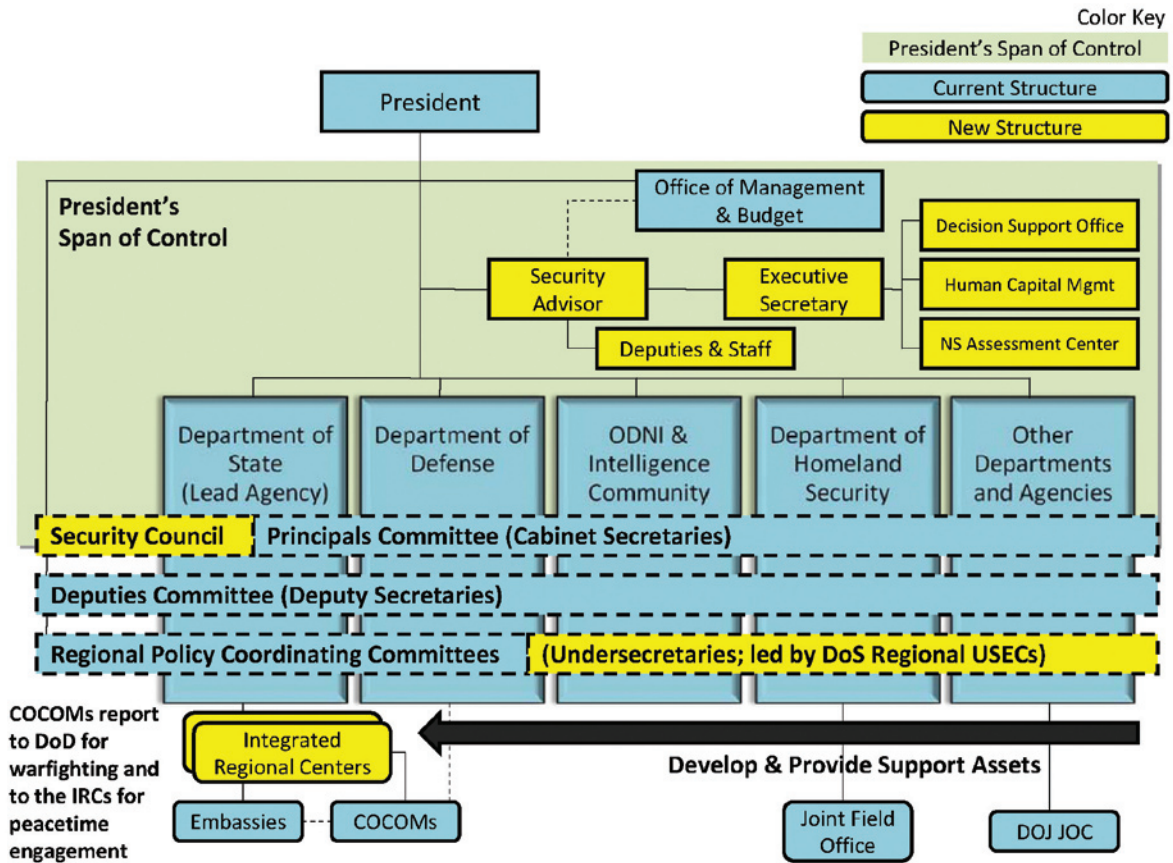 Color Key
President's Span of Control
Current Structure
New Structure
President
President's
Span of Control
Office of Management
& Budget
Security
Advisor
Executive
Secretary
Deputies & Staff
Decision Support Office
Human Capital Mgmt
NS Assessment Center
Department of
State
(Lead Agency)
Department of
Defense
ODNI &
Intelligence
Community
Department of
Homeland
Security
Other
Departments
and Agencies
Security Council
Principals Committee (Cabinet Secretaries)
Deputies Committee (Deputy Secretaries)
Regional Policy Coordinating Committees
(Undersecretaries; led by DoS Regional USECs)
COCOMs report
to DoD for
warfighting and
to the IRCs for
peacetime
engagement
Integrated
Regional Centers
Embassies
COCOMs
Develop & Provide Support Assets
Joint Field
Office
DOJ JOC